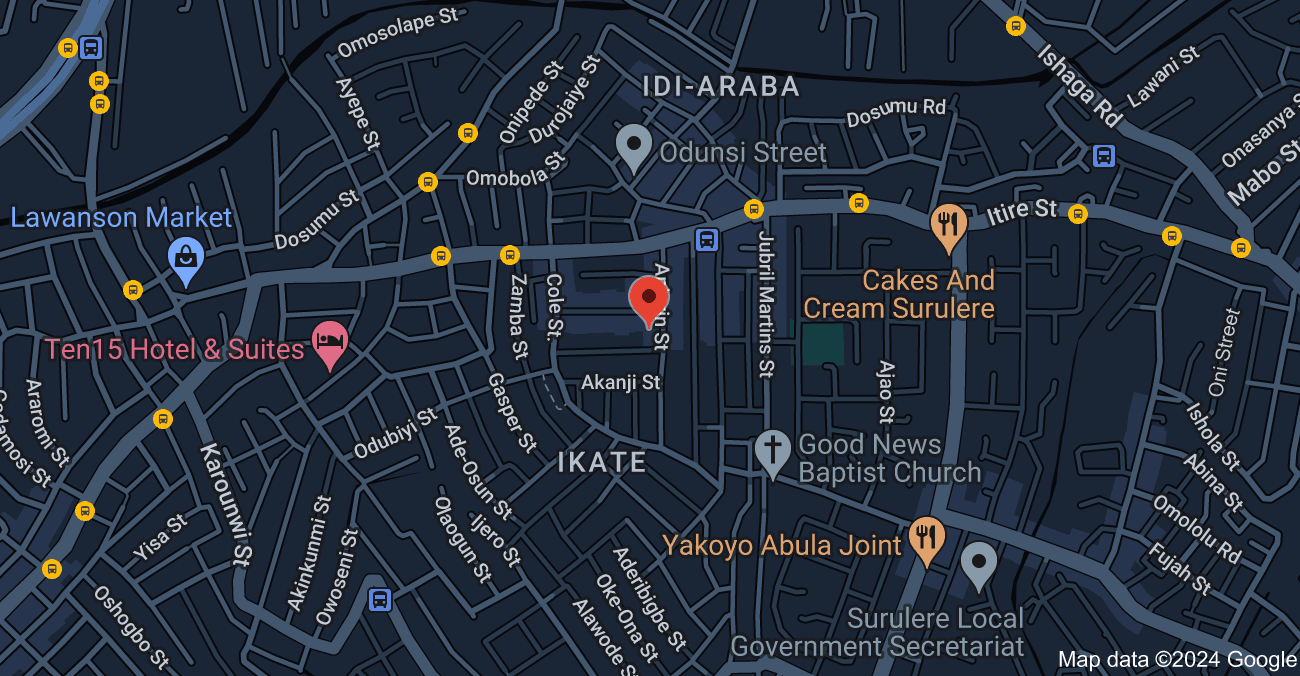 Omosolape St
Ayepe St
Onipede St
Durojaiye St
IDI-ARABA
Ishaga Rd
Lawani St
Dosumu Rd
Onasanya S
Mabo St
Odunsi Street
Omobola St
Dosumu St
Lawanson Market
Itire St
Cakes And
Cream Surulere
Zamba St
Cole St.
Jubril Martins St
Ten15 Hotel & Suites
Akanji St
Ajao St
Oni Street
Araromi St
Gasper St
Odubiyi St
Ade-Osun St
IKATE
Good News
Baptist Church
Ishola St
Abina St
Karounwi St
Olaogun St
Ijero St
Akinkunmi St
Owoseni St
Yisa St
Yakoyo Abula Joint
Omololu Rd
Fujah St
Aderibigbe St
Oke-Ona St
Alawode S
Oshogbo St
Surulere Local
Government Secretariat
Map data ©2024 Google